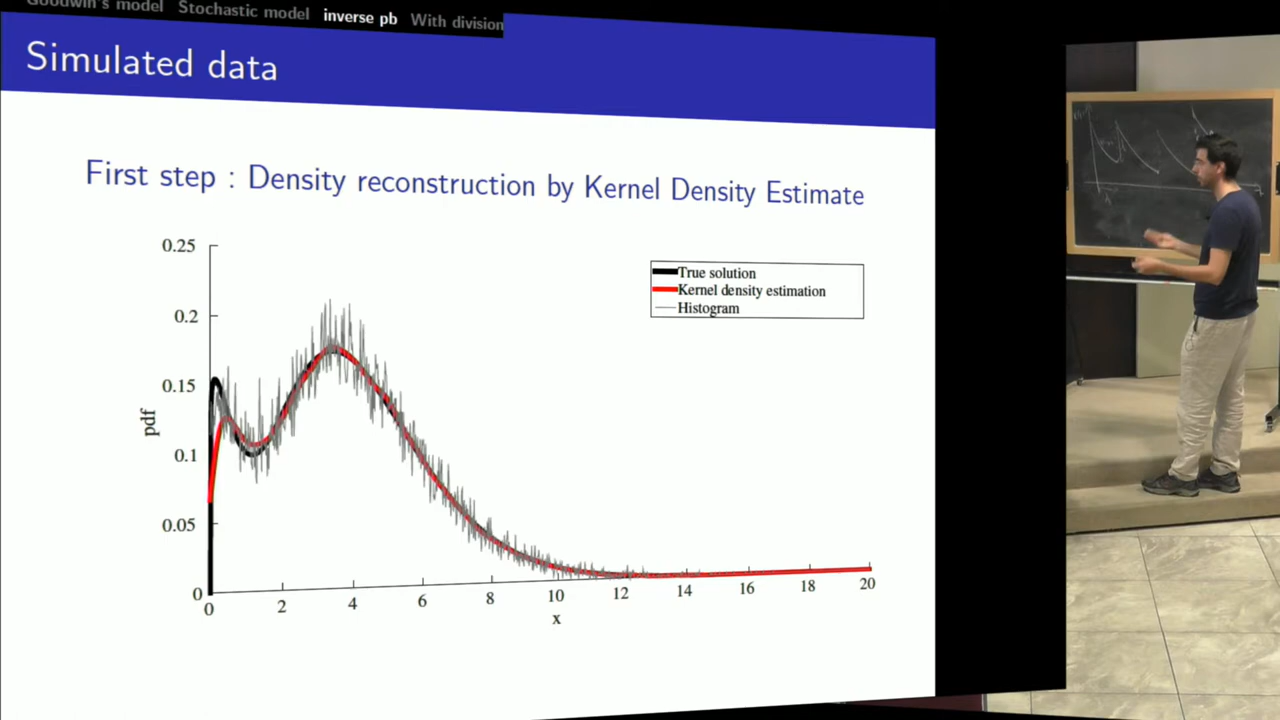 Goodwin's model Stochastic model inverse pb With division
Simulated data
First step : Density reconstruction by Kernel Density Estimate
0.25
0.2
0.15
0.1
0.05
0
pdf
True solution
Kernel density estimation
Histogram
0 2 4 6 8 10 12 14 16 18 20
x